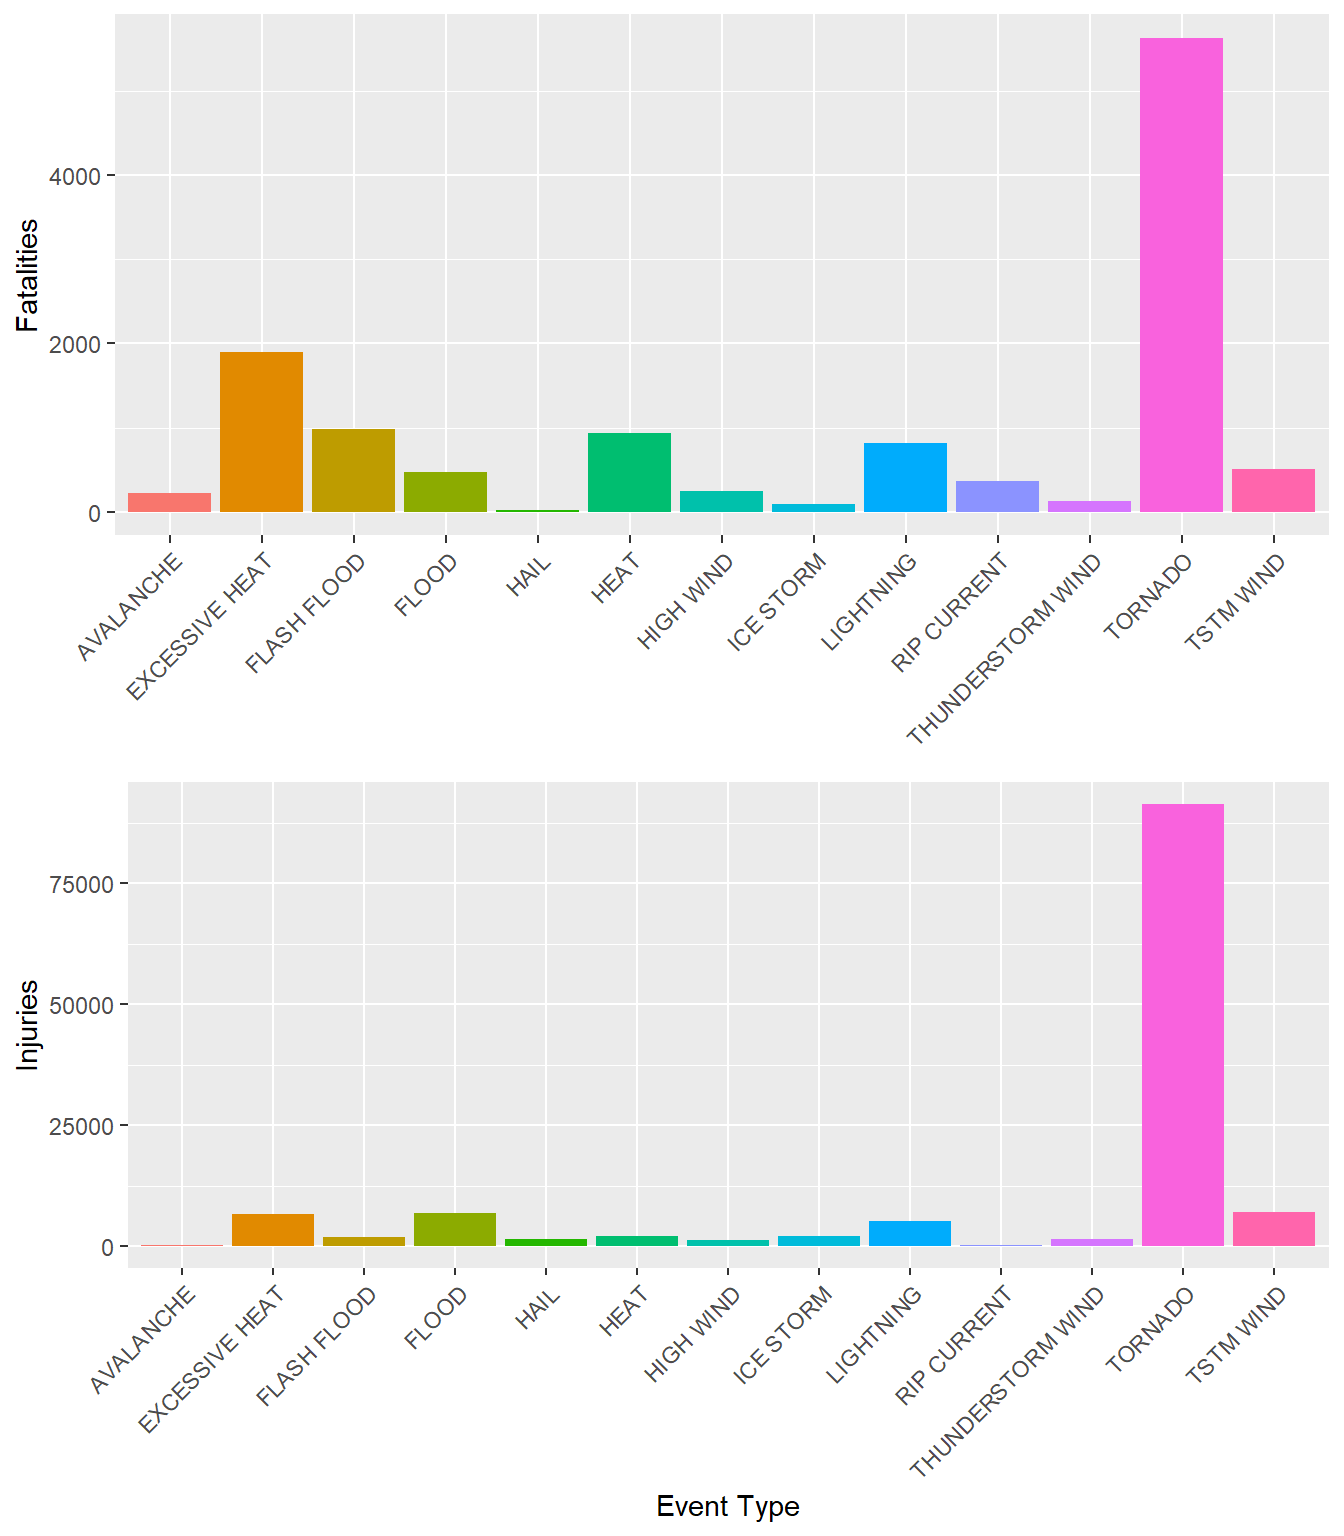 Fatalities
4000
2000
0
AVALANCHE
EXCESSIVE HEAT
FLASH FLOOD
FLOOD
HAIL
HEAT
HIGH WIND
ICE STORM
LIGHTNING
RIP CURRENT
THUNDERSTORM WIND
TORNADO
TSTM WIND
Injuries
75000
50000
25000
0
AVALANCHE
EXCESSIVE HEAT
FLASH FLOOD
FLOOD
HAIL
HEAT
HIGH WIND
ICE STORM
LIGHTNING
RIP CURRENT
THUNDERSTORM WIND
TORNADO
TSTM WIND
Event Type